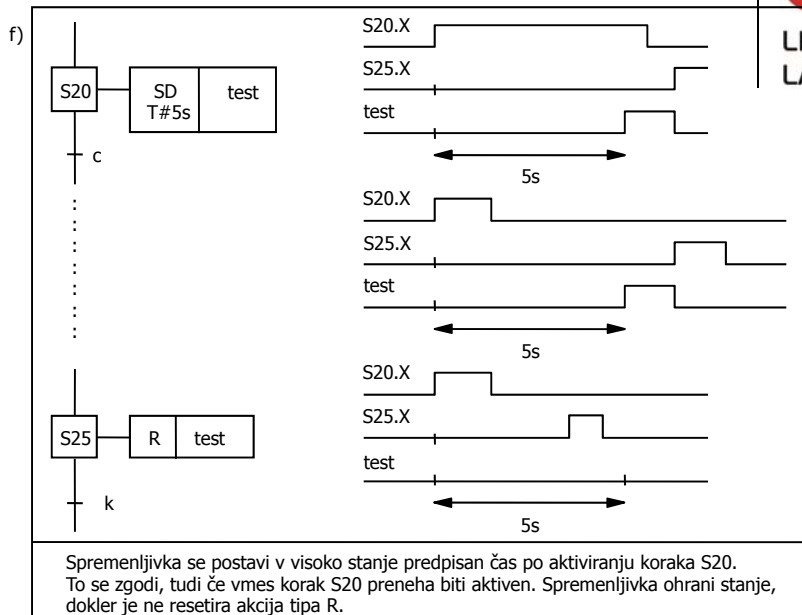 f)
S20
SD
T#5s
test
c
S20.X
S25.X
test
5s
S20.X
S25.X
test
5s
S25
R
test
k
S20.X
S25.X
test
5s
Spremenljivka se postavi v visoko stanje predpisan čas po aktiviranju koraka S20.
To se zgodi, tudi če vmes korak S20 preneha biti aktiven. Spremenljivka ohrani stanje,
dokler je ne resetira akcija tipa R.